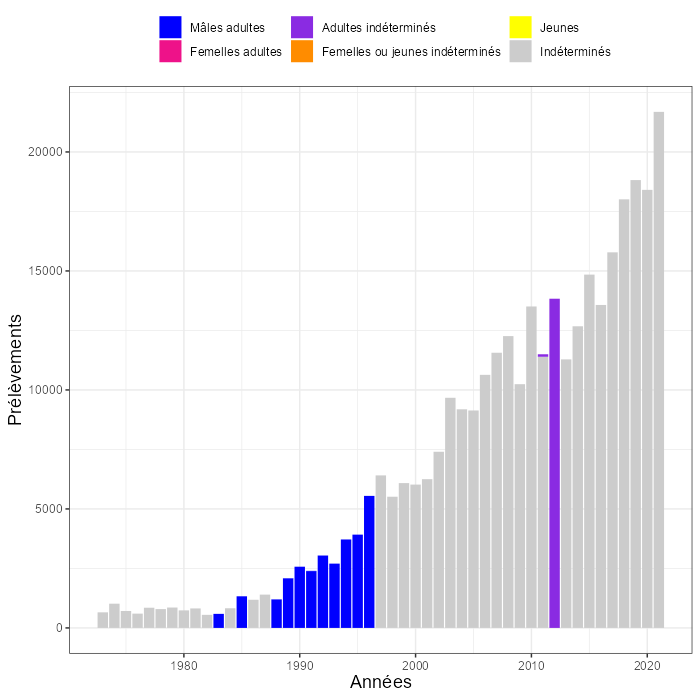 Mâles adultes Adultes indéterminés Jeunes
Femelles adultes Femelles ou jeunes indéterminés Indéterminés
20000
15000
10000
5000
0
Prélèvements
1980 1990 2000 2010 2020
Années